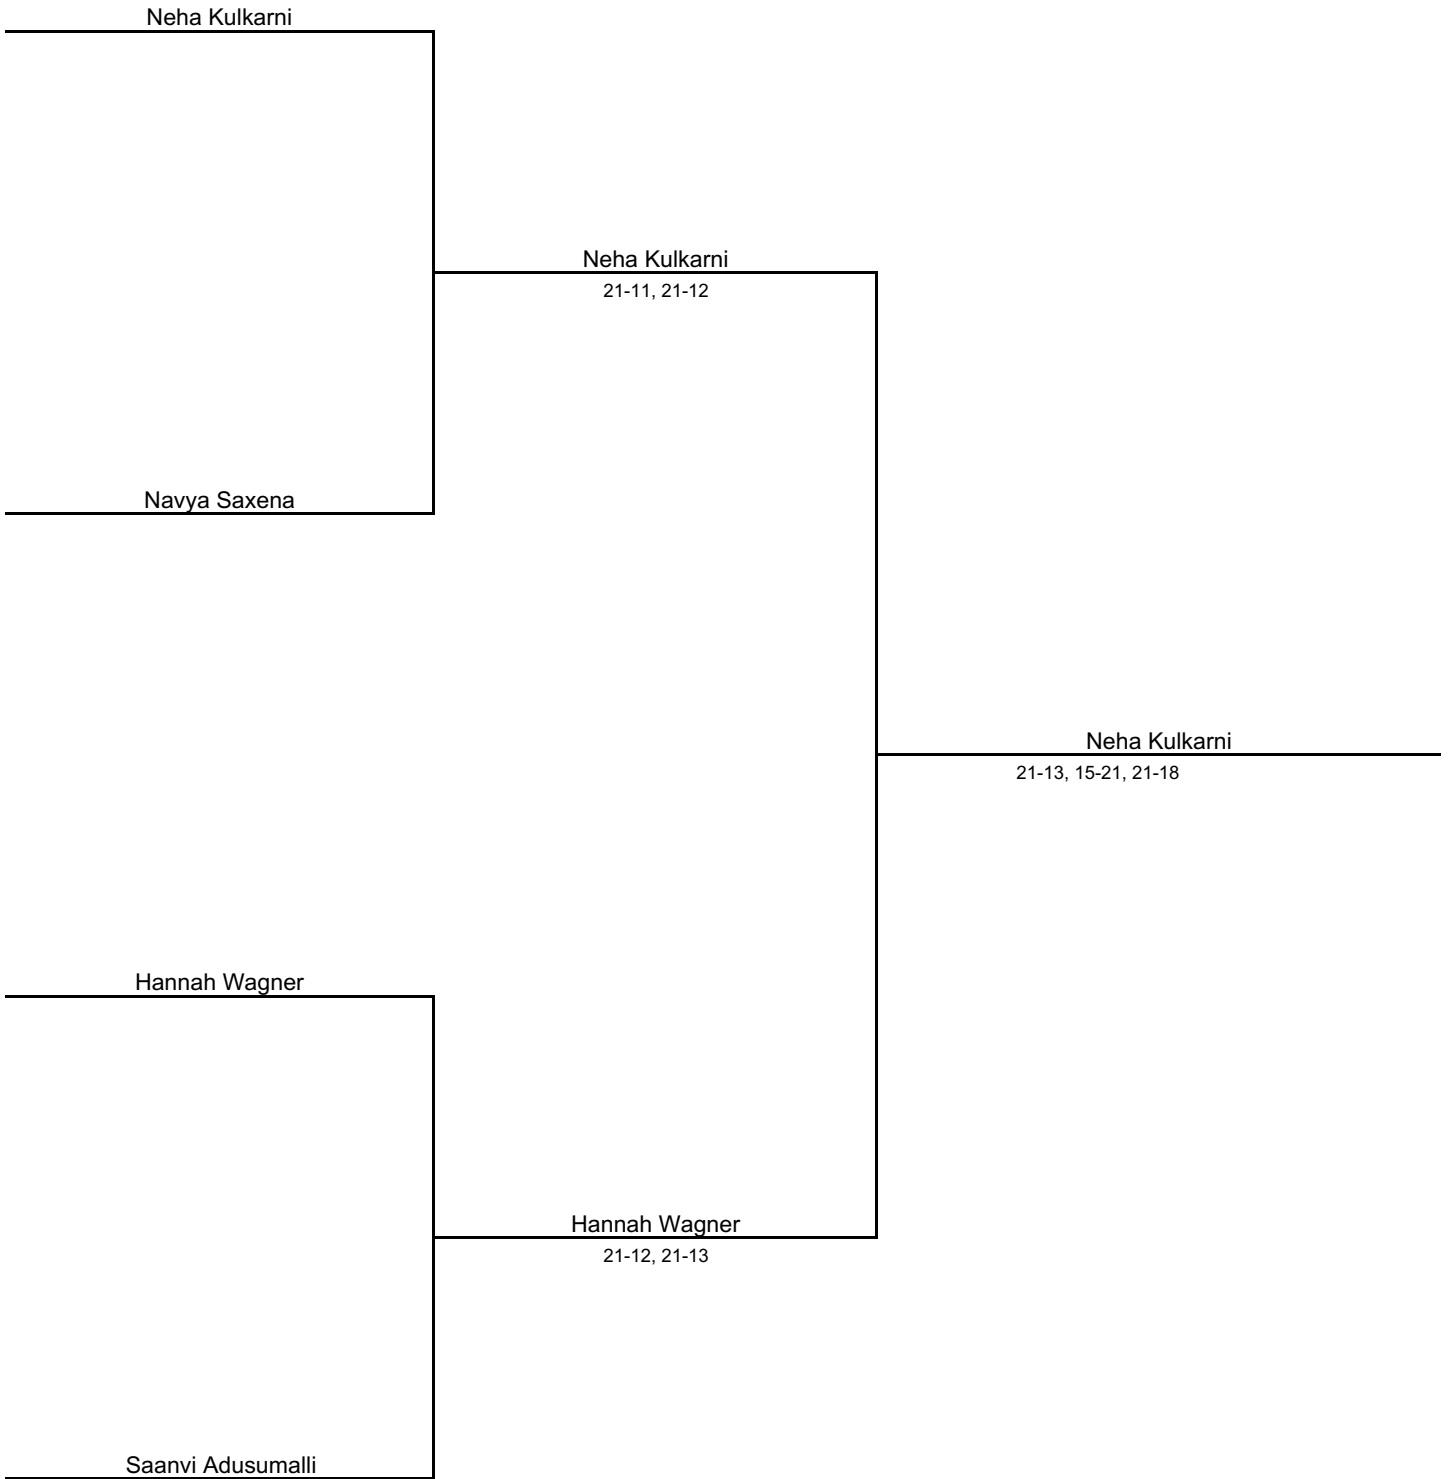 Neha Kulkarni
Neha Kulkarni
21-11, 21-12
Navya Saxena
Neha Kulkarni
21-13, 15-21, 21-18
Hannah Wagner
Hannah Wagner
21-12, 21-13
Saanvi Adusumalli